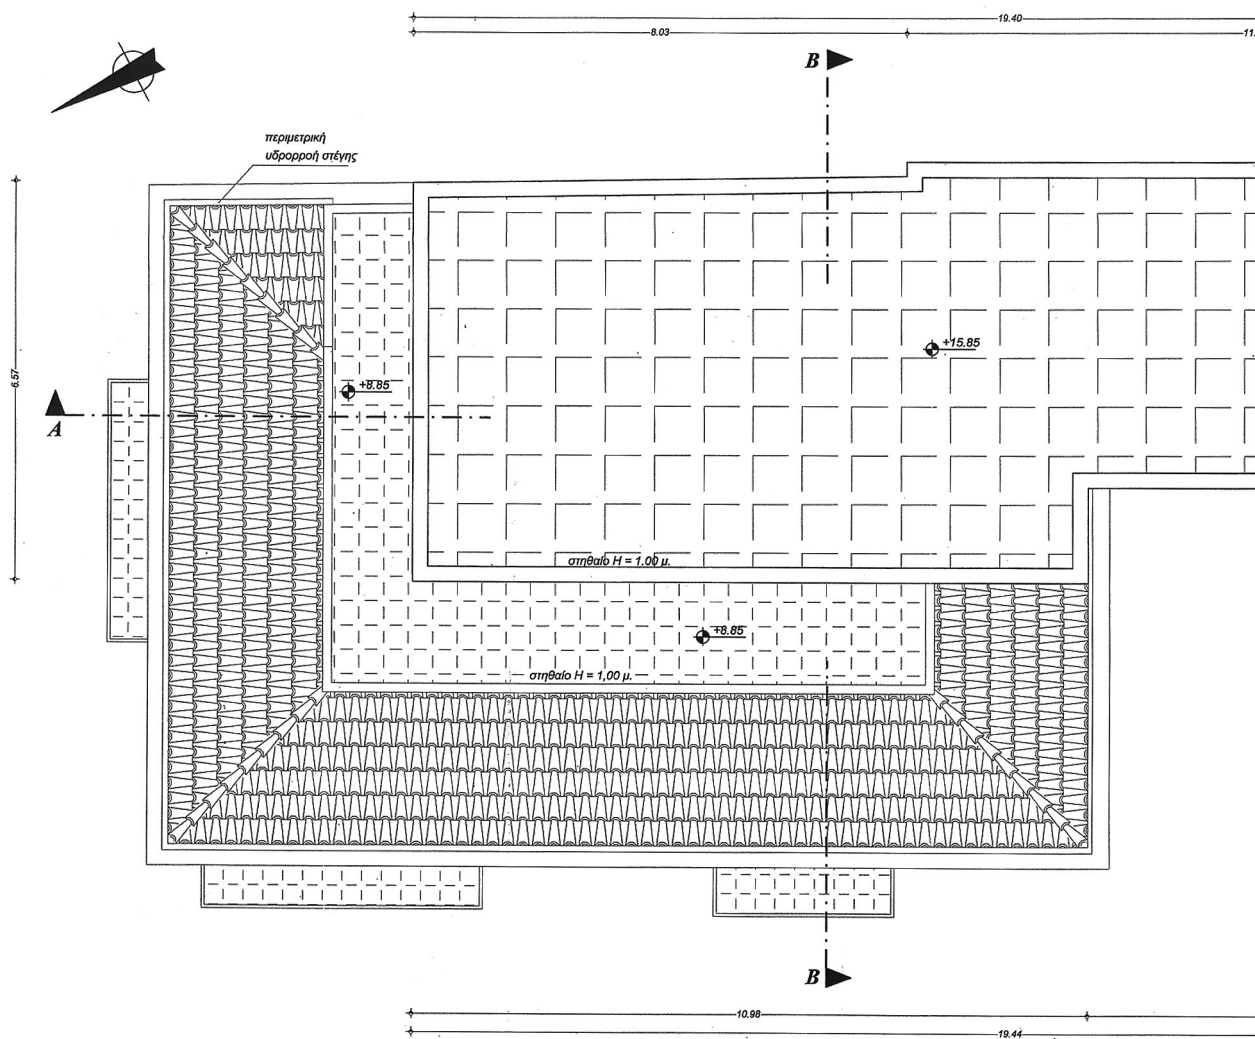 19.40
8.03
11.
B
περιμετρική
υδρορροή στέγης
+15.85
6.57
+8.85
A
στηθαίο H = 1.00 μ.
+8.85
στηθαίο H = 1,00 μ.
B
10.98
19.44